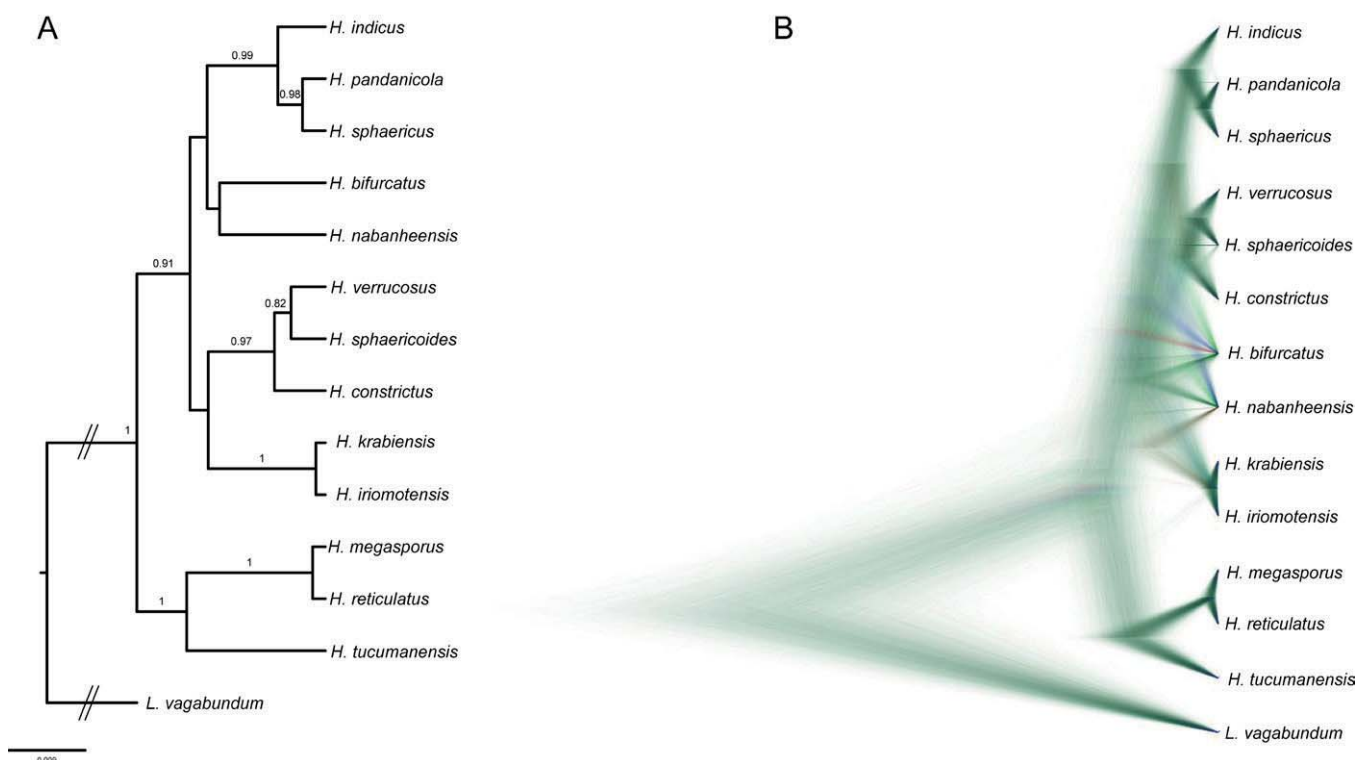 A
H. indicus
0.99
H. pandanicola
0.98
H. sphaericus
H. bifurcatus
H. nabanheensis
0.91
H. verrucosus
0.82
H. sphaericoides
0.97
H. constrictus
H. krabiensis
1
1
H. iriomotensis
H. megasporus
1
H. reticulatus
1
H. tucumanensis
L. vagabundum
B
H. indicus
H. pandanicola
H. sphaericus
H. verrucosus
H. sphaericoides
H. constrictus
H. bifurcatus
H. nabanheensis
H. krabiensis
H. iriomotensis
H. megasporus
H. reticulatus
H. tucumanensis
L. vagabundum